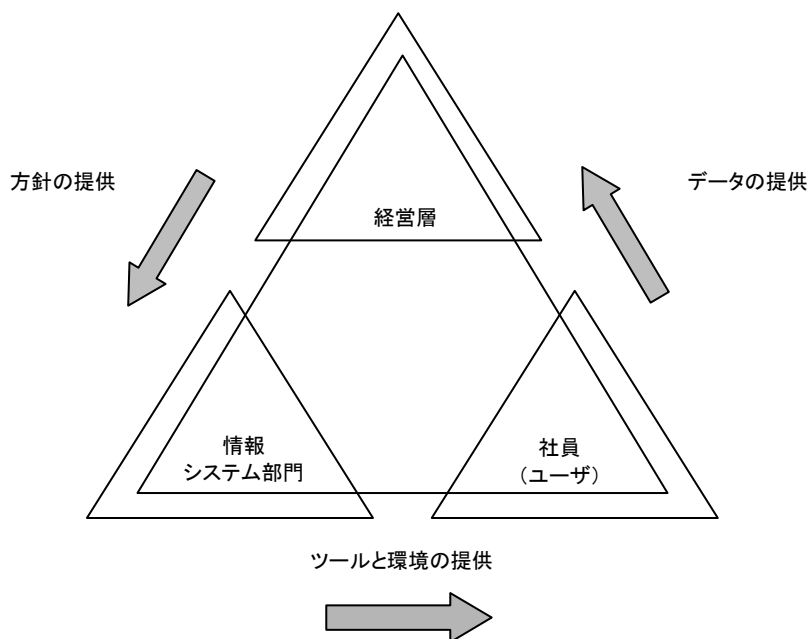 方針の提供
データの提供
経営層
情報
システム部門
社員
(ユーザ)
ツールと環境の提供